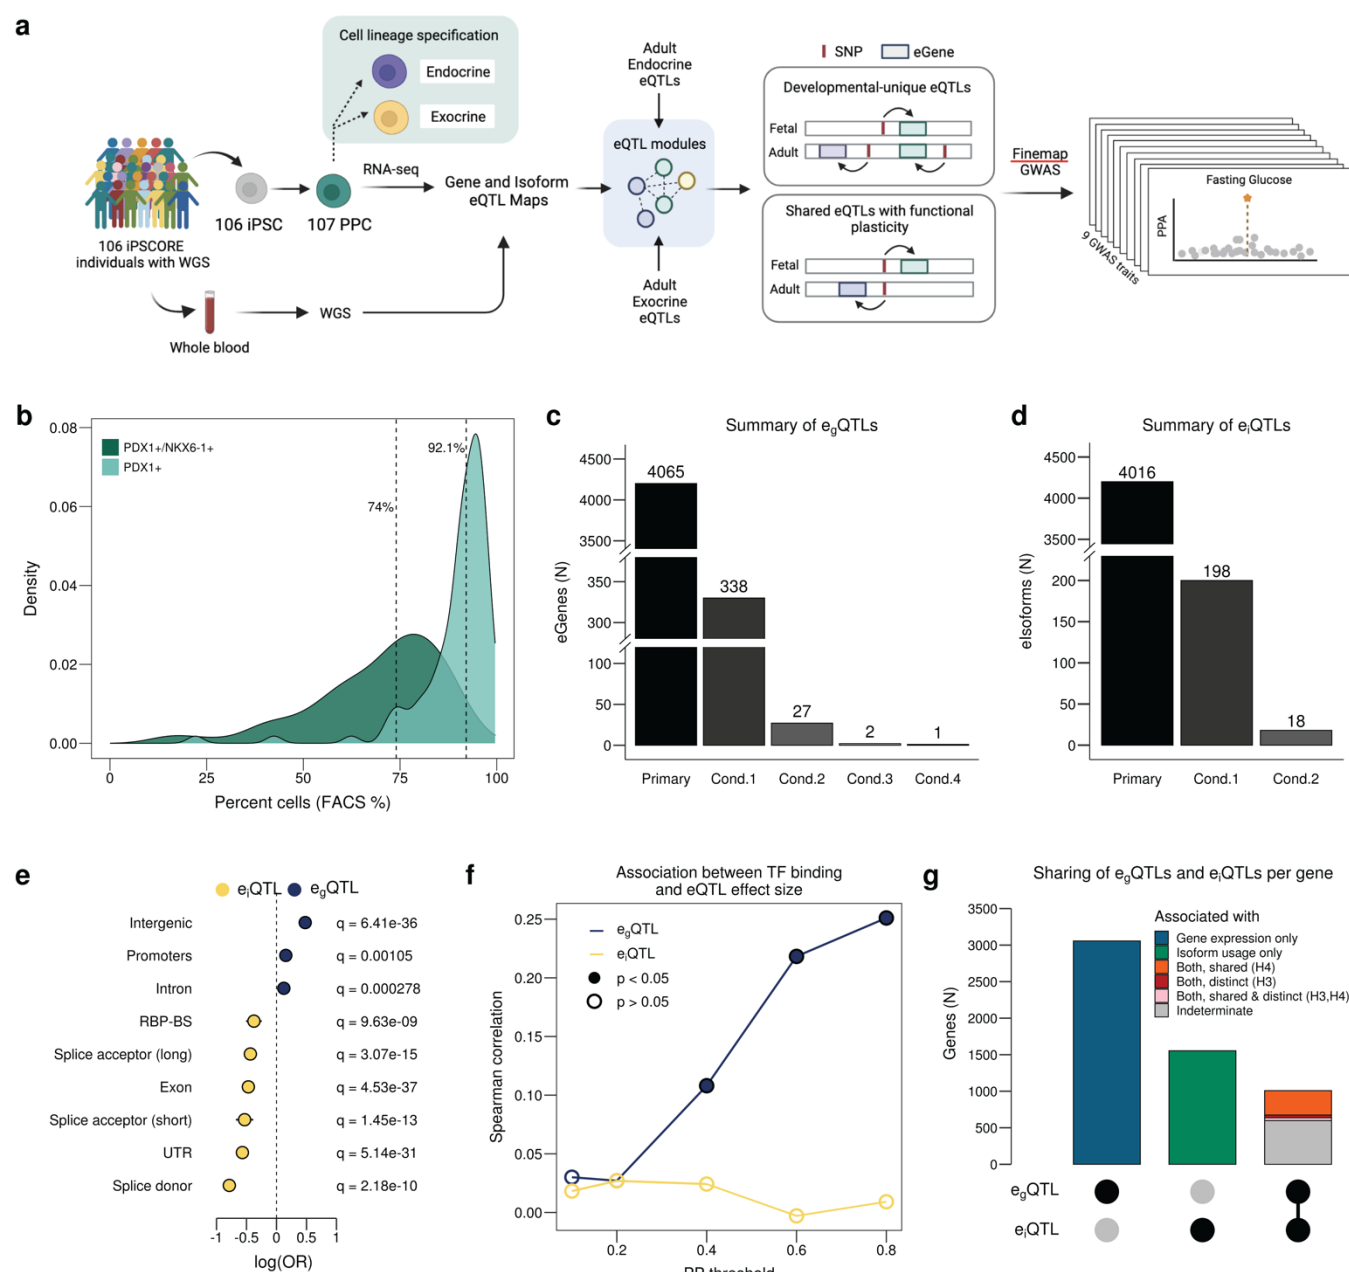 a
Cell lineage specification
Endocrine
Exocrine
106 iPSCORE
individuals with WGS
106 iPSC
107 PPC
RNA-seq
Gene and Isoform
eQTL Maps
Whole blood
WGS
Adult
Endocrine
eQTLs
eQTL modules
Adult
Exocrine
eQTLs
SNP
eGene
Developmental-unique eQTLs
Fetal
Adult
Shared eQTLs with functional
plasticity
Fetal
Adult
Finemap
GWAS
Fasting Glucose
PPA
9 GWAS traits
b
PDX1+/NKX6-1+
PDX1+
74%
92.1%
0.08
0.06
0.04
0.02
0.00
Density
0 25 50 75 100
Percent cells (FACS %)
c
Summary of egQTLs
eGenes (N)
4500
4000
3500
350
300
100
50
0
4065
338
27
2
1
Primary Cond.1 Cond.2 Cond.3 Cond.4
d
Summary of eiQTLs
eIsoforms (N)
4500
4000
3500
200
150
100
50
0
4016
198
18
Primary Cond.1 Cond.2
e
eiQTL egQTL
Intergenic q = 6.41e-36
Promoters q = 0.00105
Intron q = 0.000278
RBP-BS q = 9.63e-09
Splice acceptor (long) q = 3.07e-15
Exon q = 4.53e-37
Splice acceptor (short) q = 1.45e-13
UTR q = 5.14e-31
Splice donor q = 2.18e-10
-1 -0.5 0 0.5 1
log(OR)
f
Association between TF binding
and eQTL effect size
egQTL
eiQTL
p < 0.05
p > 0.05
Spearman correlation
0.25
0.20
0.15
0.10
0.05
0.00
0.2 0.4 0.6 0.8
PP threshold
g
Sharing of egQTLs and eiQTLs per gene
Associated with
Gene expression only
Isoform usage only
Both, shared (H4)
Both, distinct (H3)
Both, shared & distinct (H3,H4)
Indeterminate
Genes (N)
3500
3000
2500
2000
1500
1000
500
0
egQTL
eiQTL